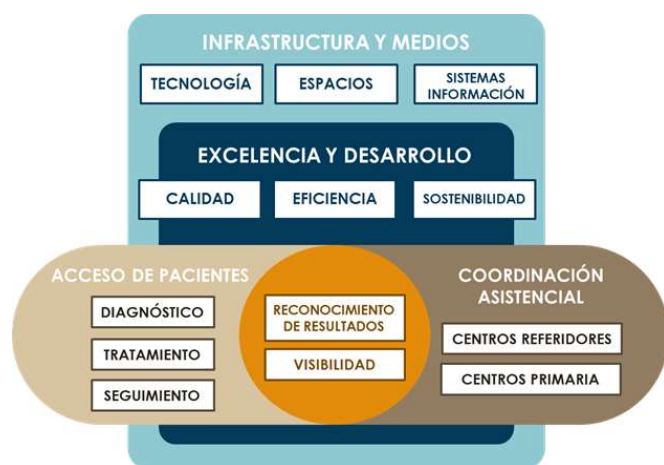 INFRASTRUCTURA Y MEDIOS
TECNOLOGÍA
ESPACIOS
SISTEMAS
INFORMACIÓN
EXCELENCIA Y DESARROLLO
CALIDAD
EFICIENCIA
SOSTENIBILIDAD
ACCESO DE PACIENTES
DIAGNÓSTICO
TRATAMIENTO
SEGUIMIENTO
RECONOCIMIENTO
DE RESULTADOS
VISIBILIDAD
COORDINACIÓN
ASISTENCIAL
CENTROS REFERIDORES
CENTROS PRIMARIA